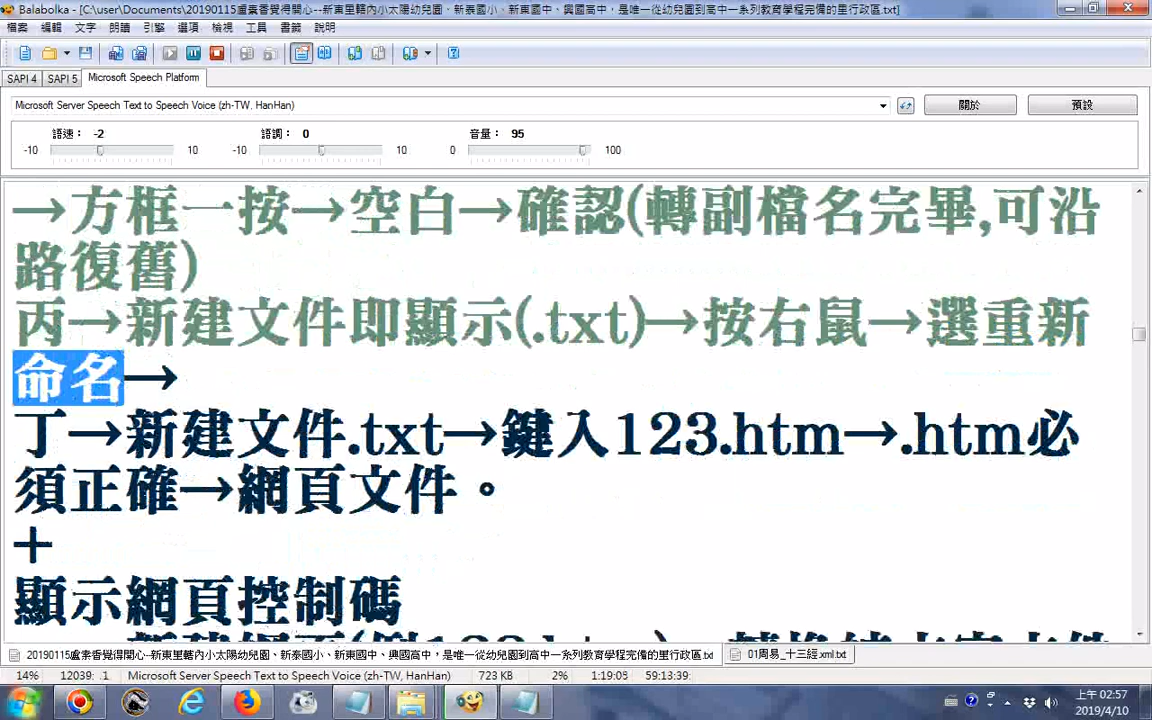 Balabolka - [C:\user\Documents\20190115盧素香覺得開心--新東里轄內小太陽幼兒園、新泰國小、新東國中、興國高中，是唯一從幼兒園到高中一系列教育學程完備的里行政區.txt]
檔案 編輯 文字 朗讀 引擎 選項 檢視 工具 書籤 說明
SAPI 4 SAPI 5 Microsoft Speech Platform
Microsoft Server Speech Text to Speech Voice (zh-TW, HanHan) 關於 預設
語速： -2 語調： 0 音量： 95
-10 10 -10 10 0 100
→方框一按→空白→確認(轉副檔名完畢,可沿
路復舊)
丙→新建文件即顯示(.txt)→按右鼠→選重新
命名→
丁→新建文件.txt→鍵入123.htm→.htm必
須正確→網頁文件。
＋
顯示網頁控制碼
20190115盧素香覺得開心--新東里轄內小太陽幼兒園、新泰國小、新東國中、興國高中，是唯一從幼兒園到高中一系列教育學程完備的里行政區.txt 01周易_十三經.xml.txt
14% 12039: 1 Microsoft Server Speech Text to Speech Voice (zh-TW, HanHan) 723 KB 2% 1:19:08 59:13:39
上午 02:57
2019/4/10